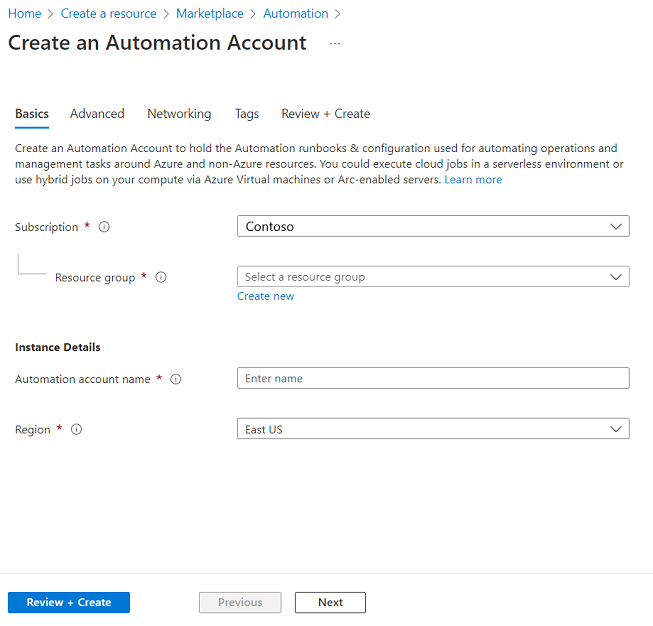 Home > Create a resource > Marketplace > Automation >
Create an Automation Account ...
Basics Advanced Networking Tags Review + Create
Create an Automation Account to hold the Automation runbooks & configuration used for automating operations and
management tasks around Azure and non-Azure resources. You could execute cloud jobs in a serverless environment or
use hybrid jobs on your compute via Azure Virtual machines or Arc-enabled servers. Learn more
Subscription * Contoso
Resource group * Select a resource group
Create new
Instance Details
Automation account name * Enter name
Region * East US
Review + Create Previous Next